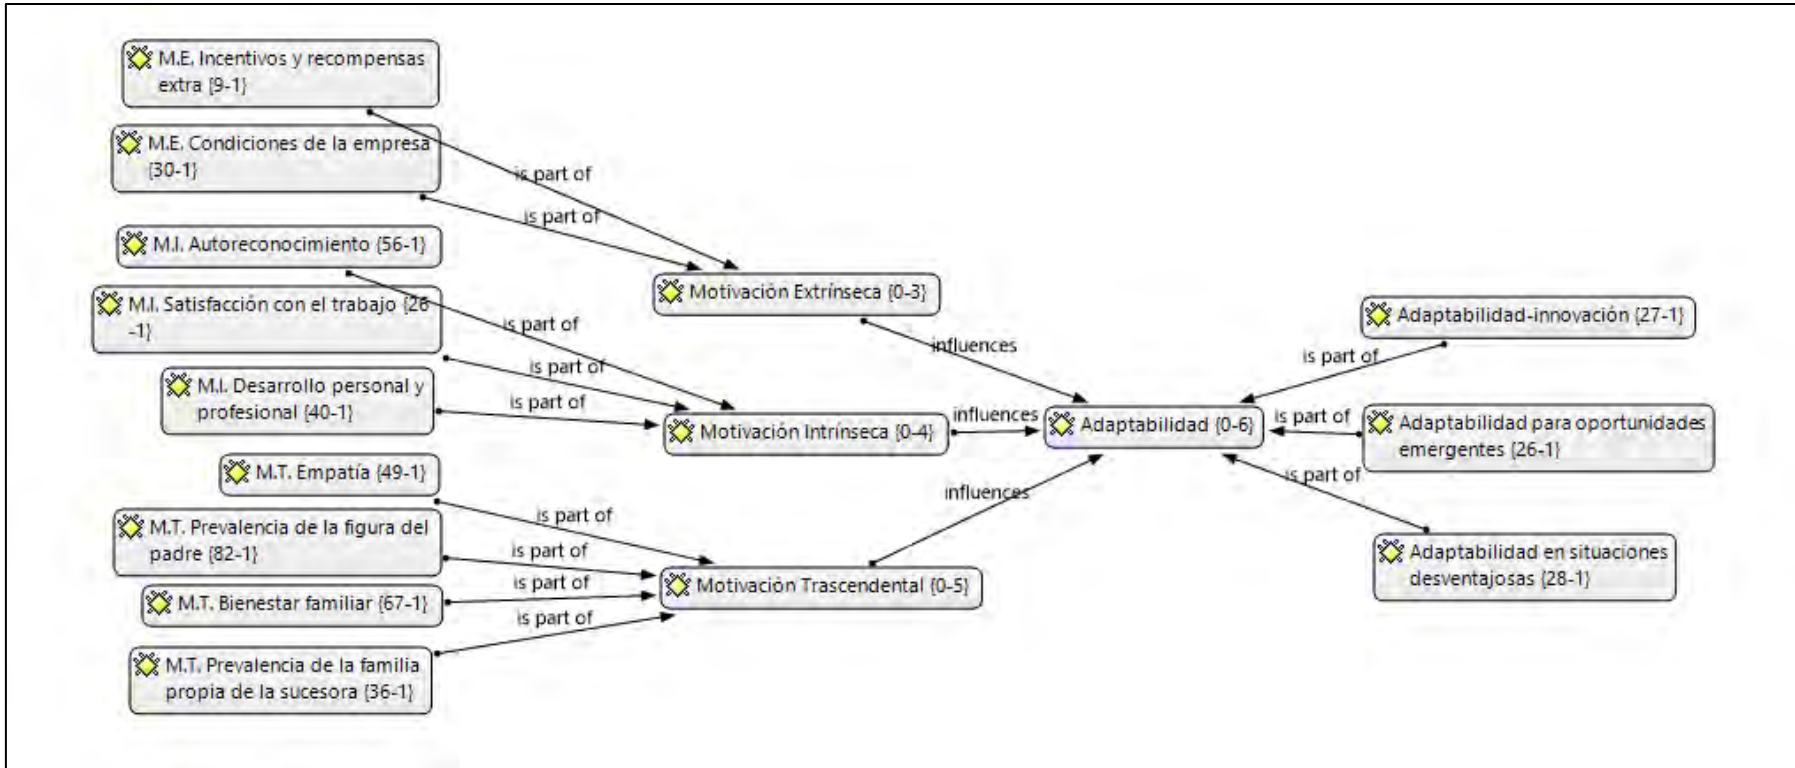 M.E. Incentivos y recompensas
extra {9-1}
M.E. Condiciones de la empresa
{30-1}
M.I. Autoreconocimiento {56-1}
M.I. Satisfacción con el trabajo {26
-1}
M.I. Desarrollo personal y
profesional {40-1}
M.T. Empatía {49-1}
M.T. Prevalencia de la figura del
padre {82-1}
M.T. Bienestar familiar {67-1}
M.T. Prevalencia de la familia
propia de la sucesora {36-1}
is part of
is part of
is part of
is part of
is part of
is part of
is part of
is part of
is part of
Motivación Extrínseca {0-3}
Motivación Intrínseca {0-4}
Motivación Trascendental {0-5}
influences
influences
influences
Adaptabilidad {0-6}
is part of
is part of
is part of
Adaptabilidad-innovación {27-1}
Adaptabilidad para oportunidades
emergentes {26-1}
Adaptabilidad en situaciones
desventajosas {28-1}